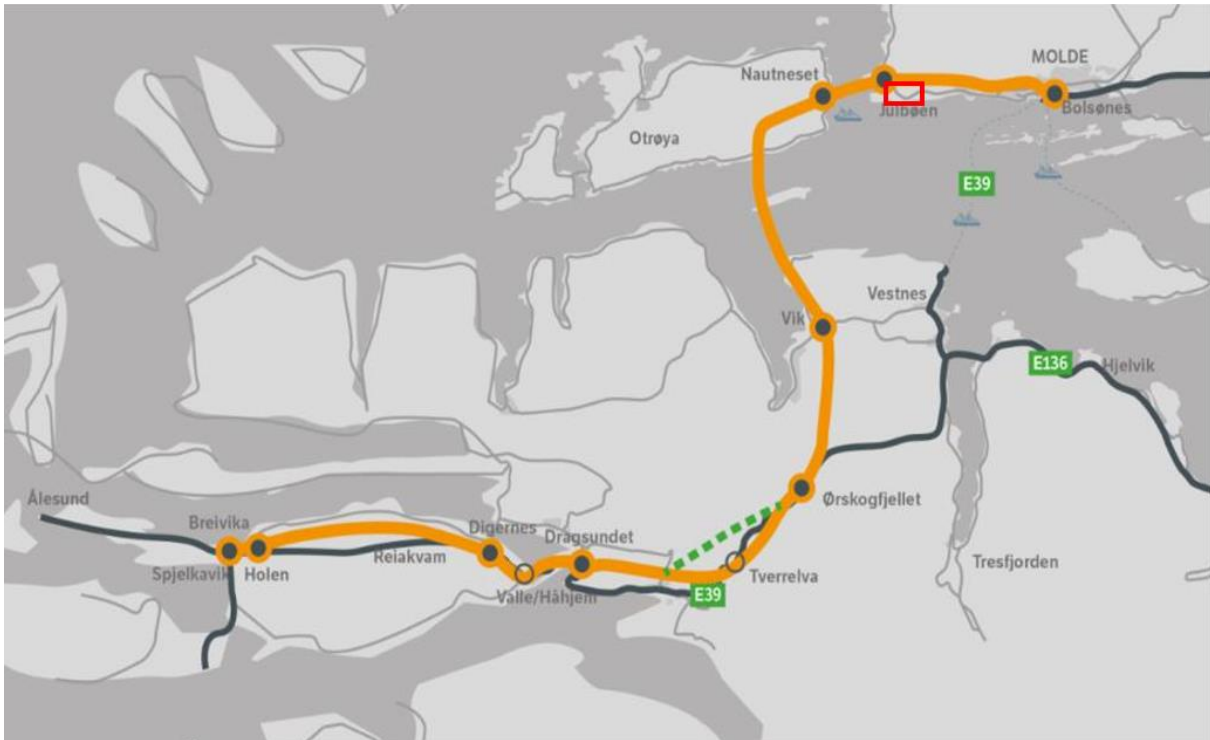 MOLDE
Nautneset
Julbøen
Bolsønes
Otrøya
E39
Vestnes
Vik
E136
Hjelvik
Ørskogfjellet
Ålesund
Breivika
Digernes
Dragsundet
Reiakvam
Spjelkavik
Holen
Tverrelva
Tresfjorden
Valle/Håhjem
E39